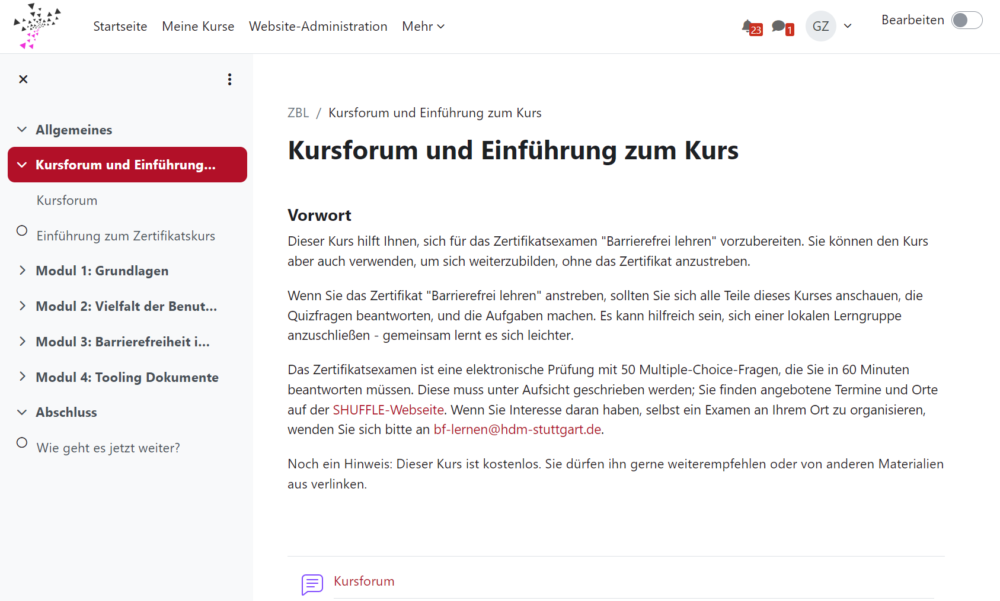 Startseite Meine Kurse Website-Administration Mehr 23 1 GZ Bearbeiten
Allgemeines
Kursforum und Einführung...
Kursforum
Einführung zum Zertifikatskurs
Modul 1: Grundlagen
Modul 2: Vielfalt der Benut...
Modul 3: Barrierefreiheit i...
Modul 4: Tooling Dokumente
Abschluss
Wie geht es jetzt weiter?
ZBL / Kursforum und Einführung zum Kurs
Kursforum und Einführung zum Kurs
Vorwort
Dieser Kurs hilft Ihnen, sich für das Zertifikatsexamen "Barrierefrei lehren" vorzubereiten. Sie können den Kurs
aber auch verwenden, um sich weiterzubilden, ohne das Zertifikat anzustreben.
Wenn Sie das Zertifikat "Barrierefrei lehren" anstreben, sollten Sie sich alle Teile dieses Kurses anschauen, die
Quizfragen beantworten, und die Aufgaben machen. Es kann hilfreich sein, sich einer lokalen Lerngruppe
anzuschließen - gemeinsam lernt es sich leichter.
Das Zertifikatsexamen ist eine elektronische Prüfung mit 50 Multiple-Choice-Fragen, die Sie in 60 Minuten
beantworten müssen. Diese muss unter Aufsicht geschrieben werden; Sie finden angebotene Termine und Orte
auf der SHUFFLE-Webseite. Wenn Sie Interesse daran haben, selbst ein Examen an Ihrem Ort zu organisieren,
wenden Sie sich bitte an bf-lernen@hdm-stuttgart.de.
Noch ein Hinweis: Dieser Kurs ist kostenlos. Sie dürfen ihn gerne weiterempfehlen oder von anderen Materialien
aus verlinken.
Kursforum